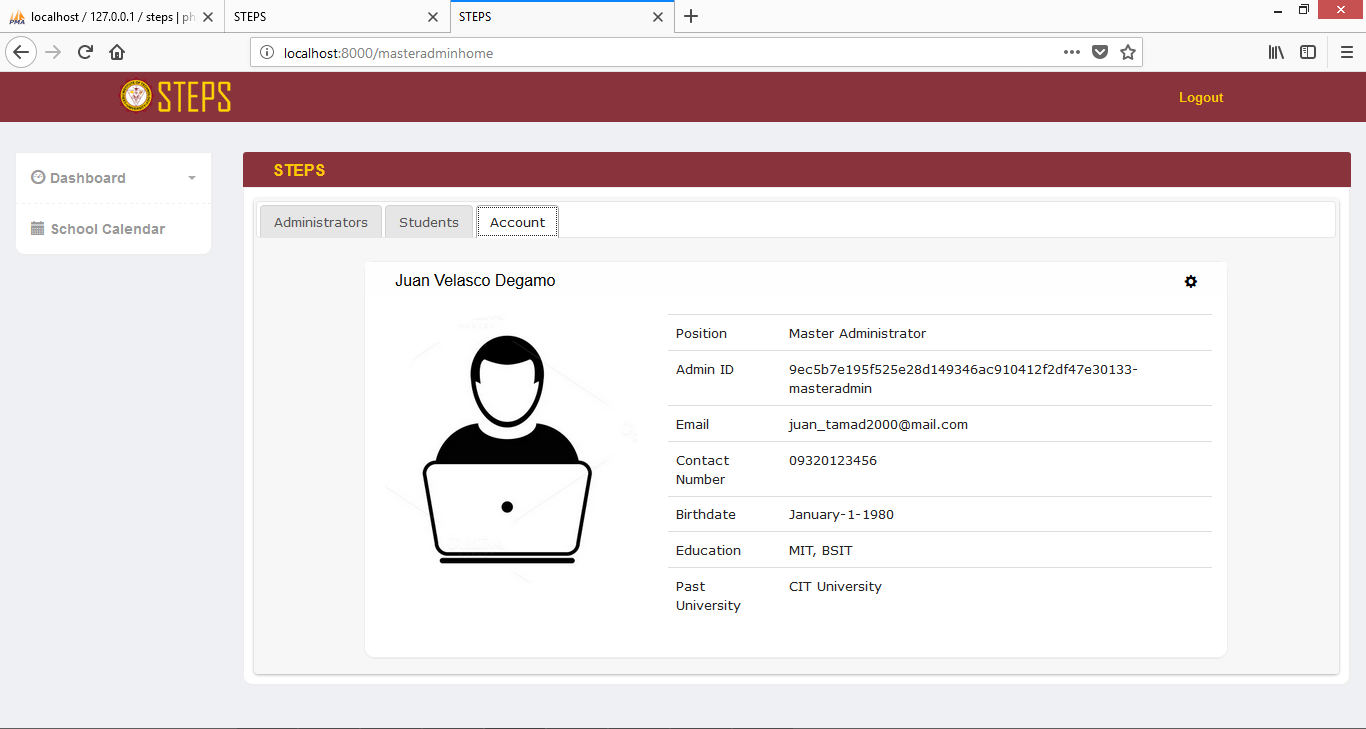 localhost / 127.0.0.1 / steps | ph
STEPS
STEPS
localhost:8000/masteradminhome
STEPS
Logout
Dashboard
School Calendar
STEPS
Administrators
Students
Account
Juan Velasco Degamo
Position Master Administrator
Admin ID 9ec5b7e195f525e28d149346ac910412f2df47e30133-
masteradmin
Email juan_tamad2000@mail.com
Contact 09320123456
Number
Birthdate January-1-1980
Education MIT, BSIT
Past CIT University
University